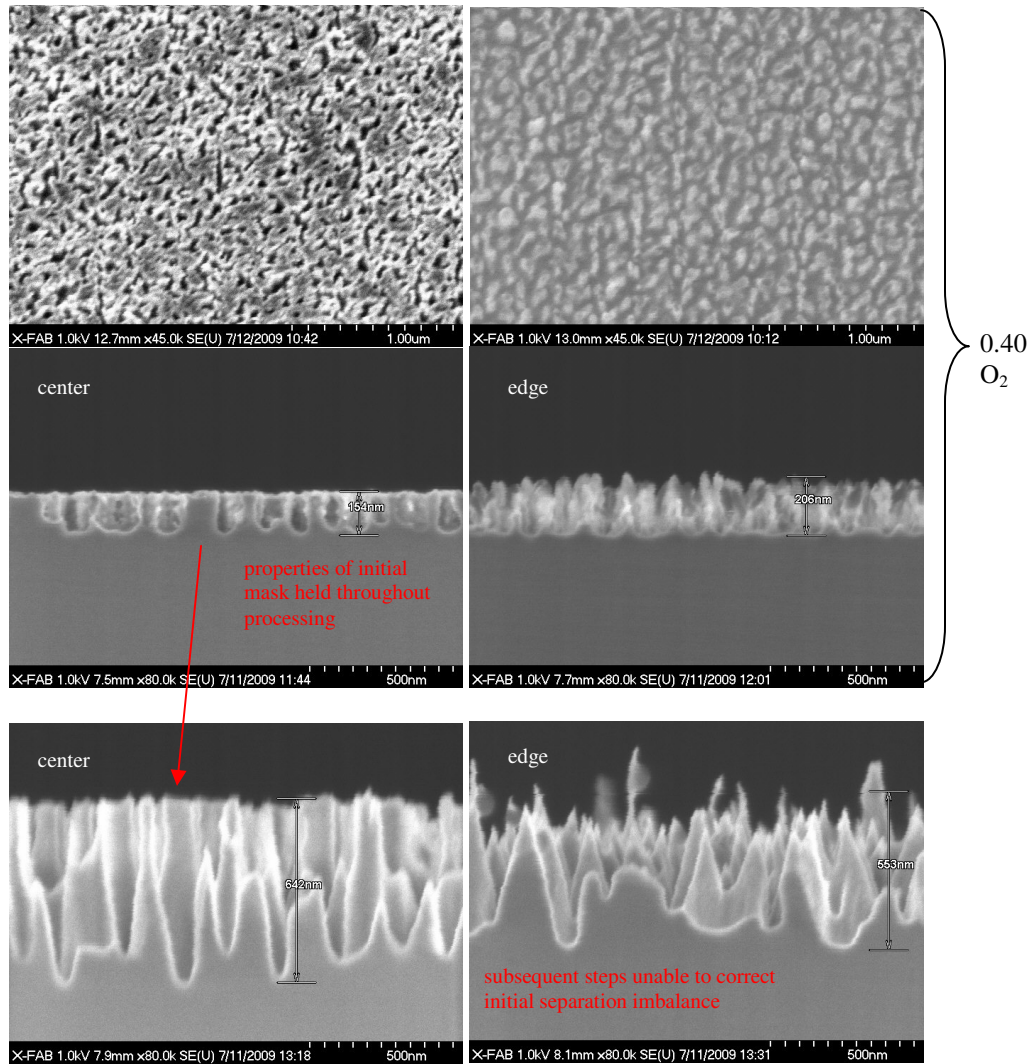 X-FAB 1.0kV 12.7mm x45.0k SE(U) 7/12/2009 10:42 1.00um
X-FAB 1.0kV 13.0mm x45.0k SE(U) 7/12/2009 10:12 1.00um
0.40
O₂
center
154nm
properties of initial
mask held throughout
processing
X-FAB 1.0kV 7.5mm x80.0k SE(U) 7/11/2009 11:44 500nm
edge
206nm
X-FAB 1.0kV 7.7mm x80.0k SE(U) 7/11/2009 12:01 500nm
center
642nm
X-FAB 1.0kV 7.9mm x80.0k SE(U) 7/11/2009 13:18 500nm
edge
553nm
subsequent steps unable to correct
initial separation imbalance
X-FAB 1.0kV 8.1mm x80.0k SE(U) 7/11/2009 13:31 500nm